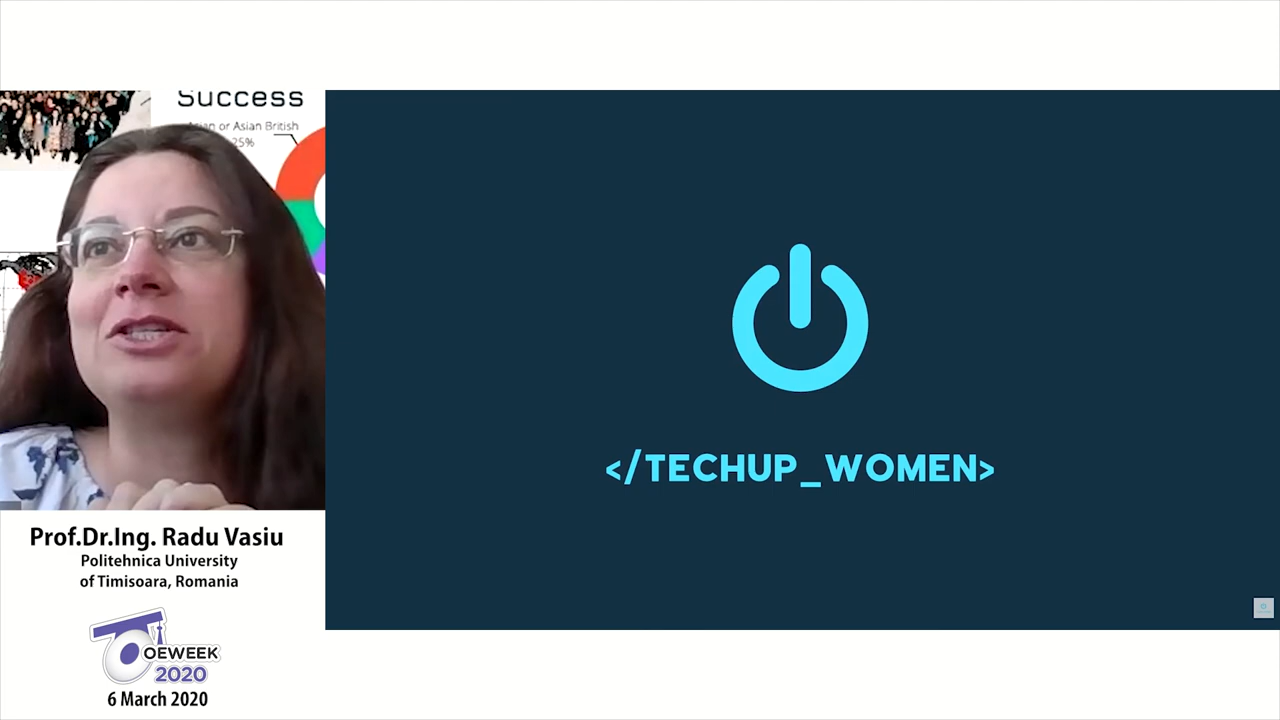 Success
Asian or Asian British
25%
</TECHUP_WOMEN>
Prof.Dr.Ing. Radu Vasiu
Politehnica University
of Timisoara, Romania
OEWEEK
2020
6 March 2020